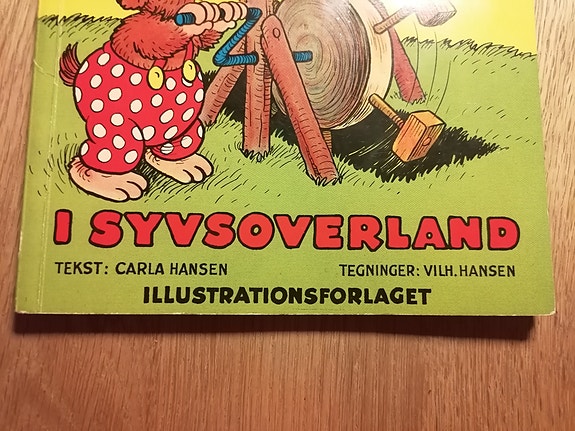 I SYVSOVERLAND
TEKST: CARLA HANSEN TEGNINGER: VILH. HANSEN
ILLUSTRATIONSFORLAGET